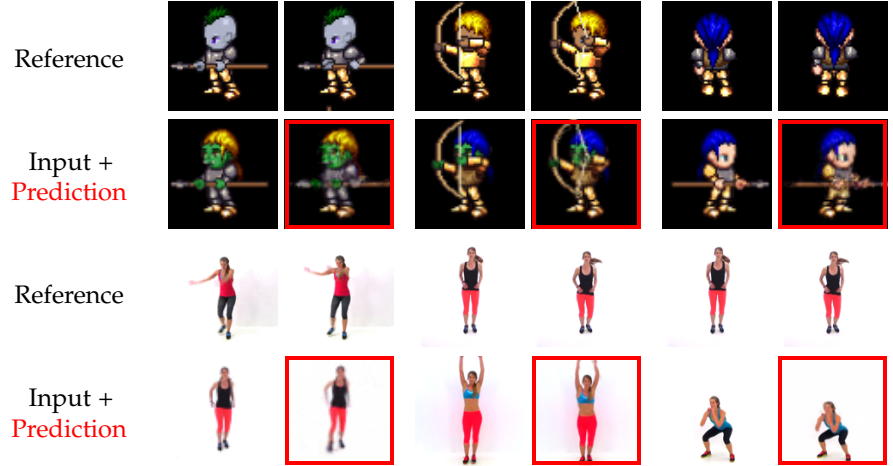 Reference
Input +
Prediction
Reference
Input +
Prediction